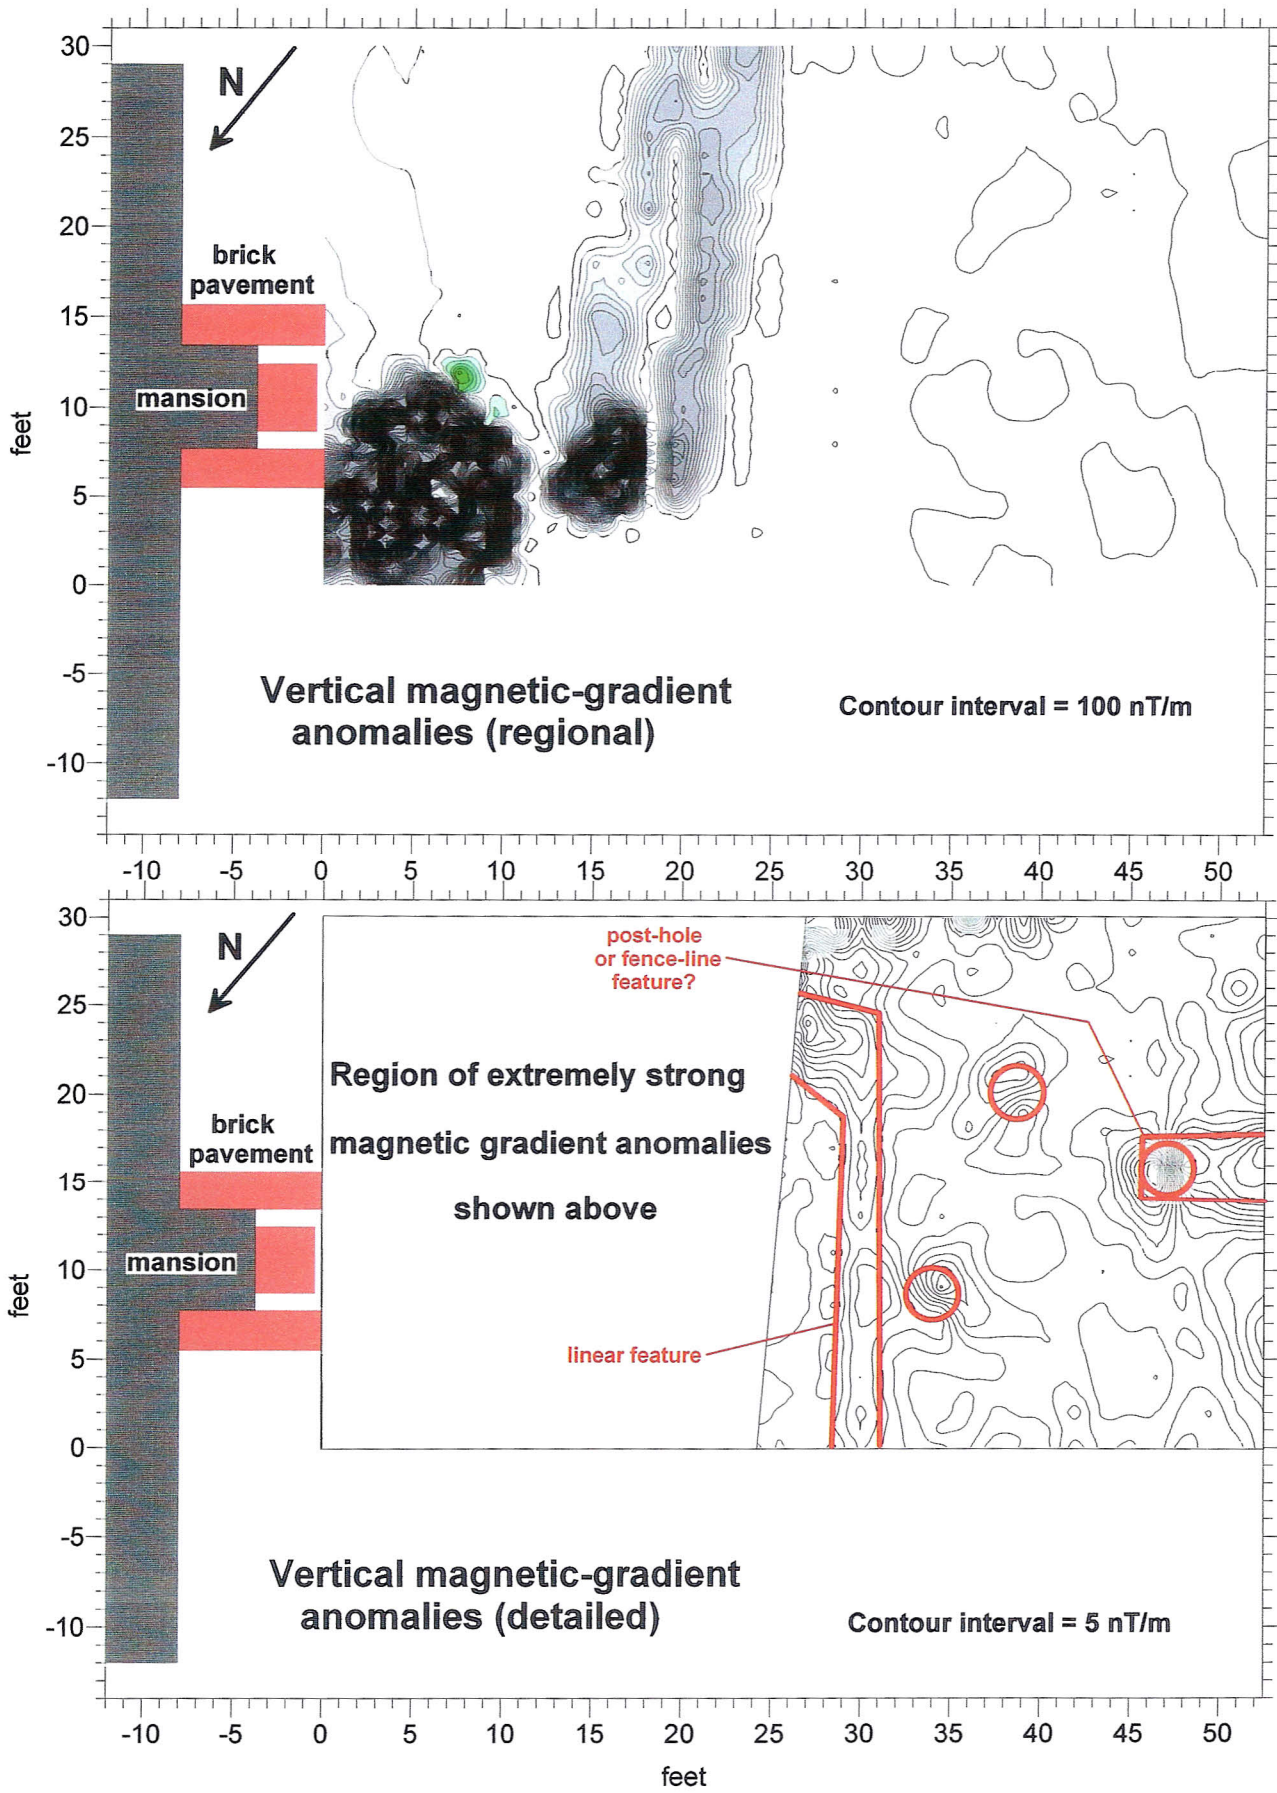 30
25
20
15
10
5
0
-5
-10
feet
N
brick
pavement
mansion
Vertical magnetic-gradient
anomalies (regional)
Contour interval = 100 nT/m
-10 -5 0 5 10 15 20 25 30 35 40 45 50
30
25
20
15
10
5
0
-5
-10
feet
N
post-hole
or fence-line
feature?
Region of extremely strong
magnetic gradient anomalies
shown above
brick
pavement
mansion
linear feature
Vertical magnetic-gradient
anomalies (detailed)
Contour interval = 5 nT/m
-10 -5 0 5 10 15 20 25 30 35 40 45 50
feet